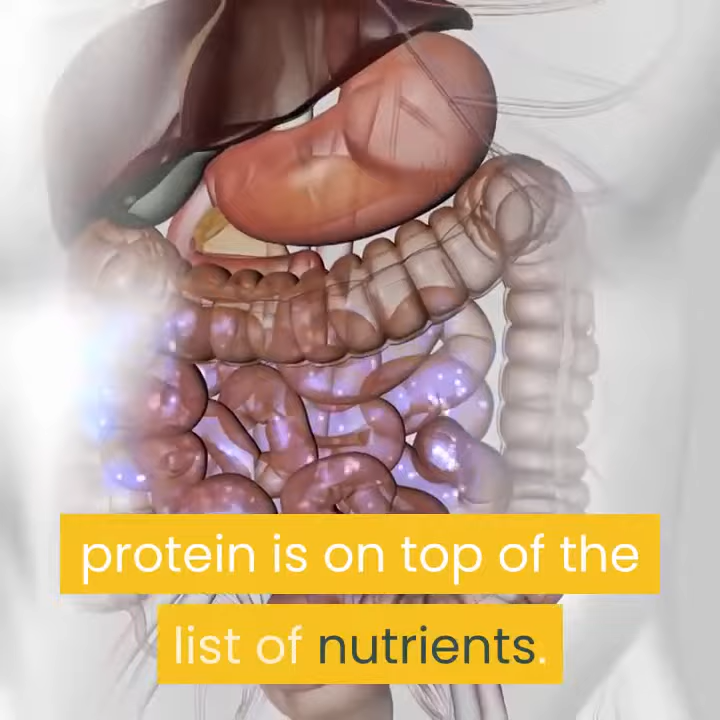 protein is on top of the
list of nutrients.